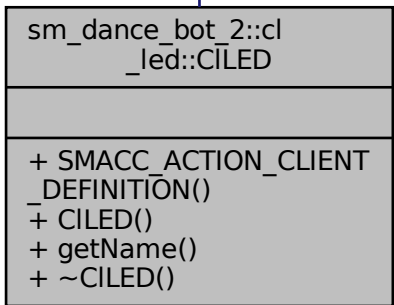 sm_dance_bot_2::cl
_led::ClLED
+ SMACC_ACTION_CLIENT
_DEFINITION()
+ ClLED()
+ getName()
+ ~ClLED()